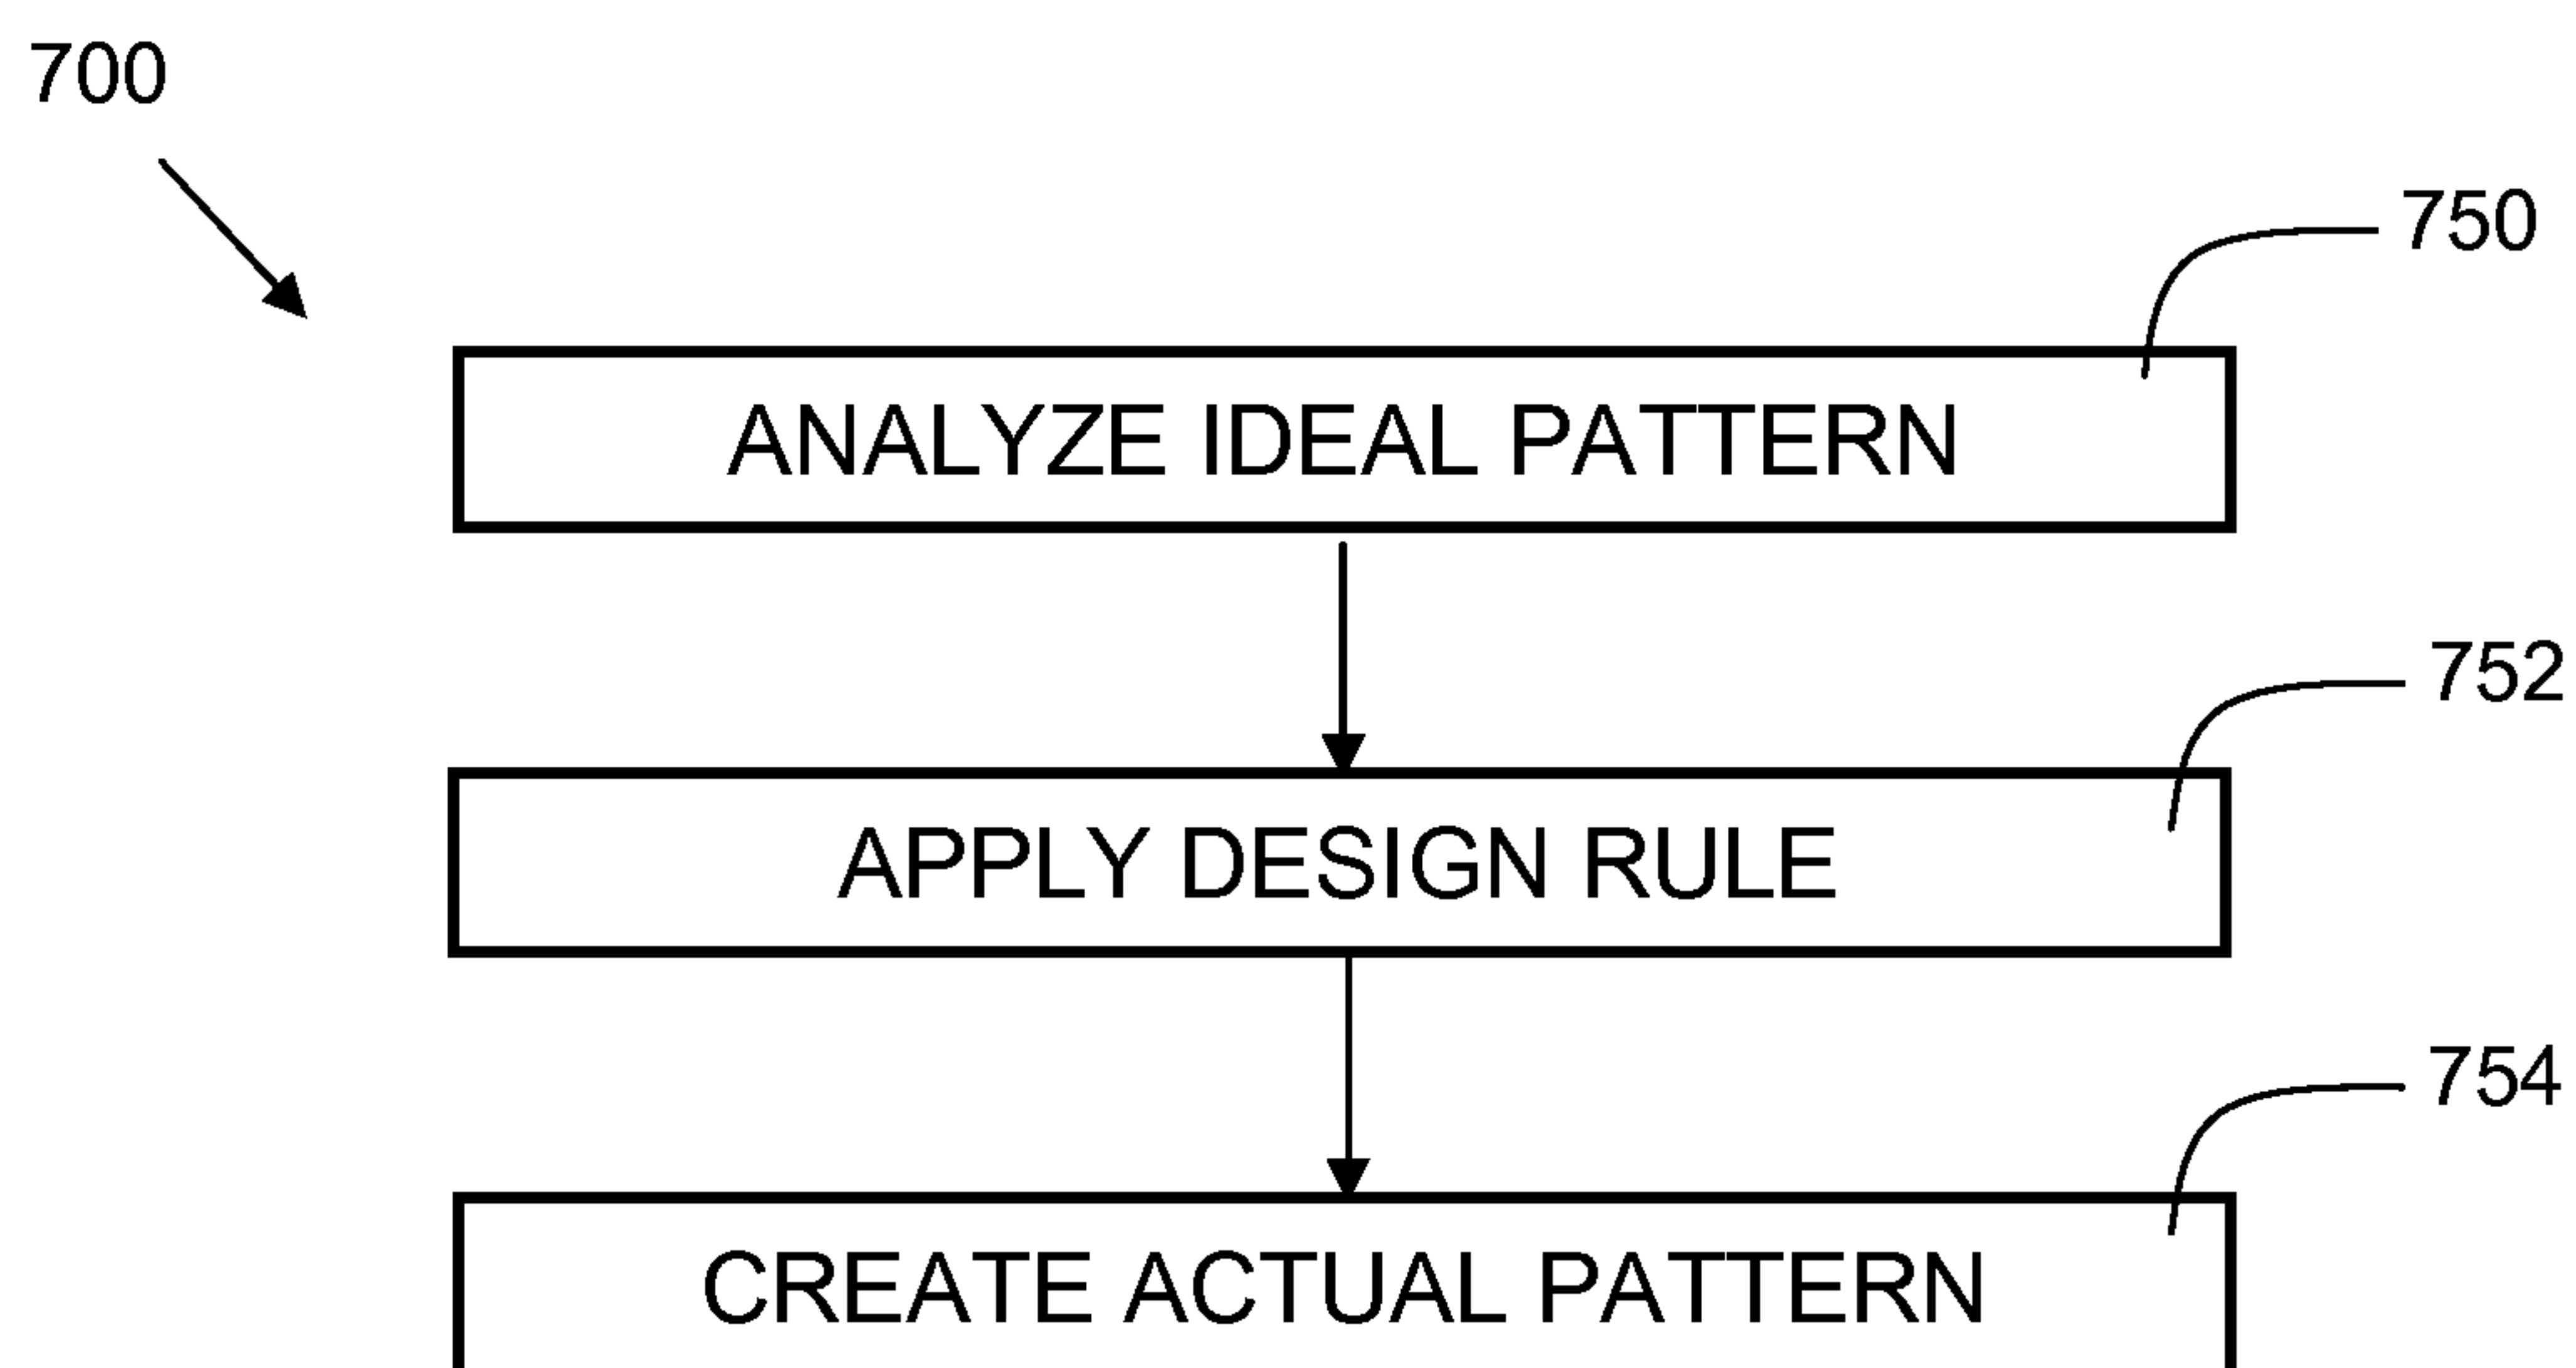 700
750
ANALYZE IDEAL PATTERN
752
APPLY DESIGN RULE
754
CREATE ACTUAL PATTERN